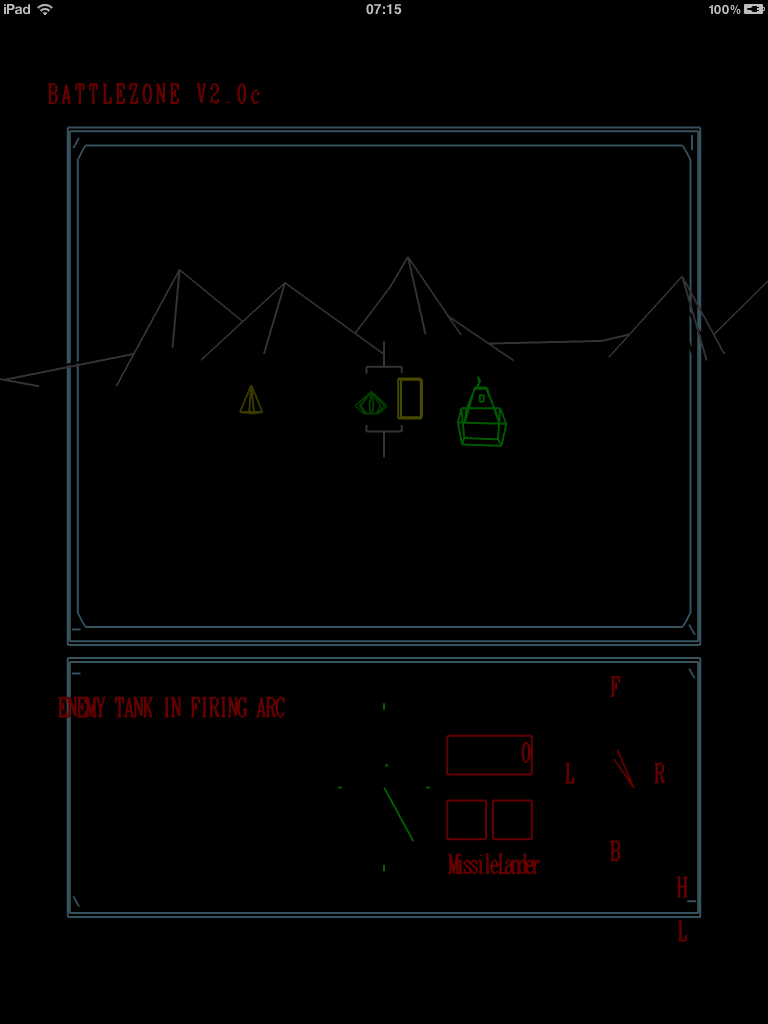 iPad 07:15 100%
BATTLEZONE V2.0c
F
ENEMY TANK IN FIRING ARC
0
L R
B
MissileLander
H
L